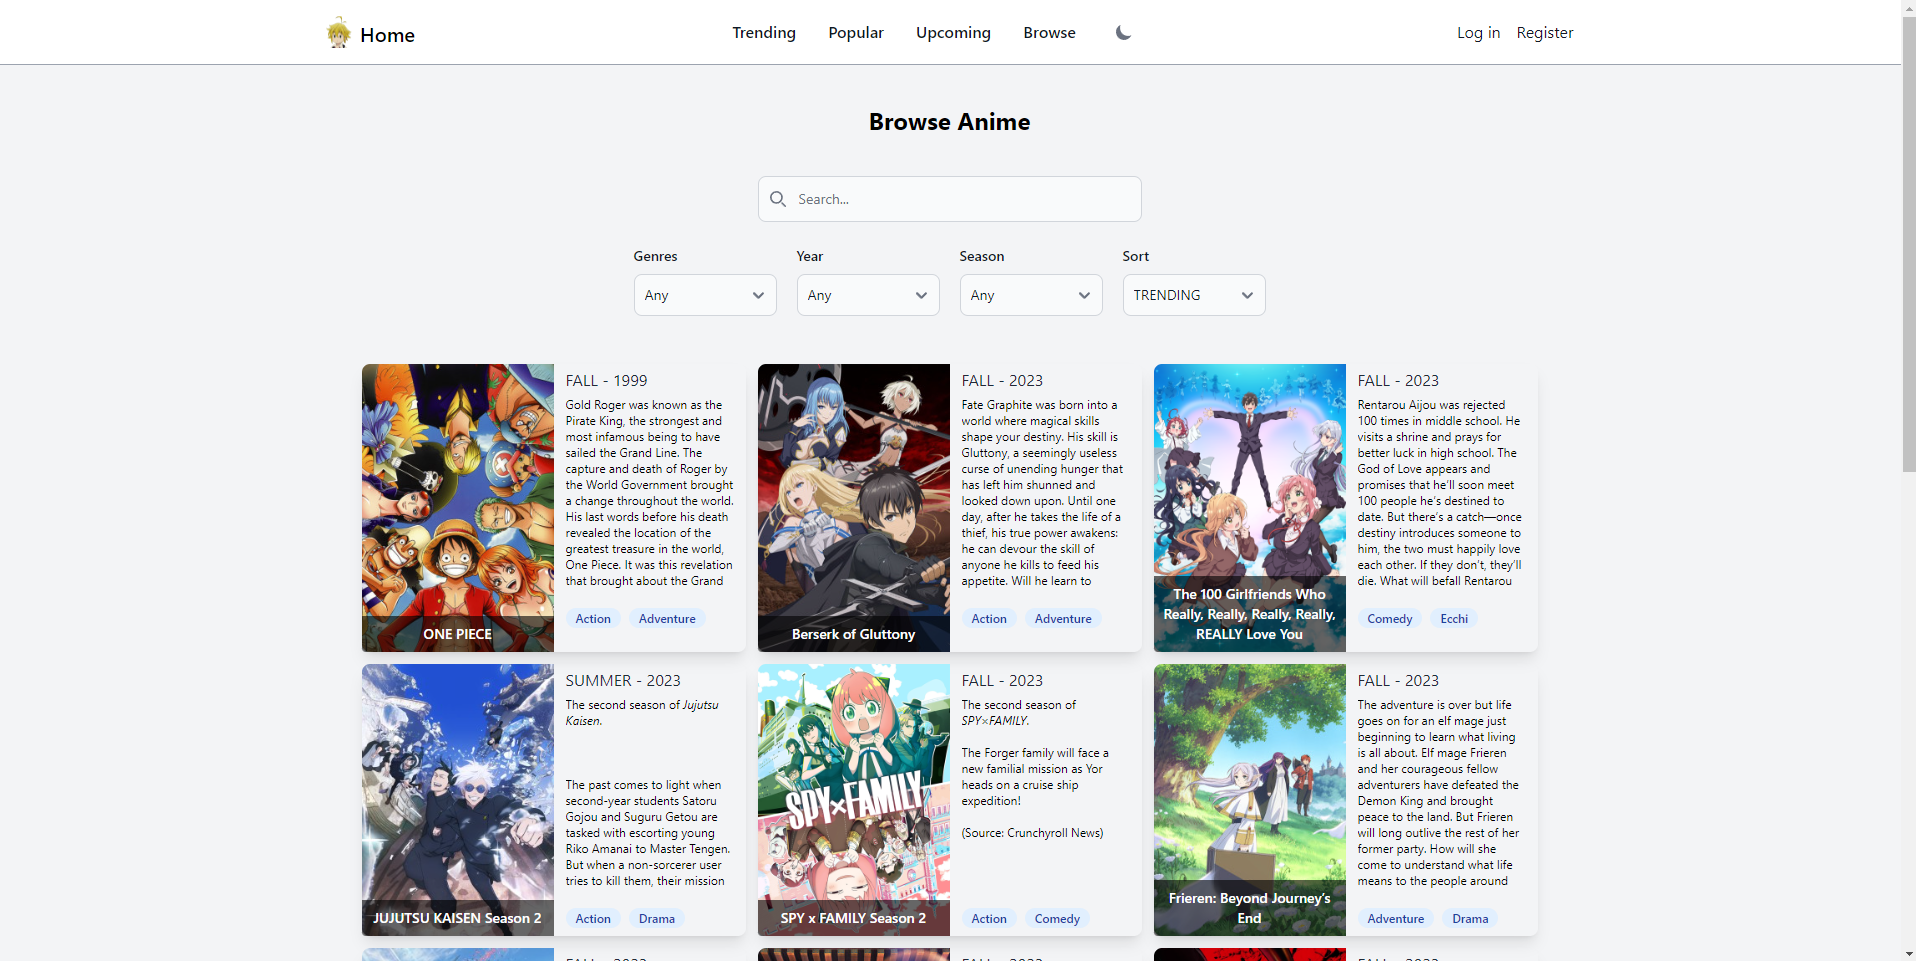 Home
Trending
Popular
Upcoming
Browse
Log in
Register
Browse Anime
Search...
Genres
Year
Season
Sort
Any
Any
Any
TRENDING
FALL - 1999
Gold Roger was known as the
Pirate King, the strongest and
most infamous being to have
sailed the Grand Line. The
capture and death of Roger by
the World Government brought
a change throughout the world.
His last words before his death
revealed the location of the
greatest treasure in the world,
One Piece. It was this revelation
that brought about the Grand
Action
Adventure
ONE PIECE
FALL - 2023
Fate Graphite was born into a
world where magical skills
shape your destiny. His skill is
Gluttony, a seemingly useless
curse of unending hunger that
has left him shunned and
looked down upon. Until one
day, after he takes the life of a
thief, his true power awakens:
he can devour the skill of
anyone he kills to feed his
appetite. Will he learn to
Action
Adventure
Berserk of Gluttony
FALL - 2023
Rentarou Aijou was rejected
100 times in middle school. He
visits a shrine and prays for
better luck in high school. The
God of Love appears and
promises that he’ll soon meet
100 people he’s destined to
date. But there’s a catch—once
destiny introduces someone to
him, the two must happily love
each other. If they don’t, they’ll
die. What will befall Rentarou
Comedy
Ecchi
The 100 Girlfriends Who
Really, Really, Really, Really,
REALLY Love You
SUMMER - 2023
The second season of Jujutsu
Kaisen.
The past comes to light when
second-year students Satoru
Gojou and Suguru Getou are
tasked with escorting young
Riko Amanai to Master Tengen.
But when a non-sorcerer user
tries to kill them, their mission
Action
Drama
JUJUTSU KAISEN Season 2
FALL - 2023
The second season of
SPY×FAMILY.
The Forger family will face a
new familial mission as Yor
heads on a cruise ship
expedition!
(Source: Crunchyroll News)
Action
Comedy
SPY×FAMILY
SPY x FAMILY Season 2
FALL - 2023
The adventure is over but life
goes on for an elf mage just
beginning to learn what living
is all about. Elf mage Frieren
and her courageous fellow
adventurers have defeated the
Demon King and brought
peace to the land. But Frieren
will long outlive the rest of her
former party. How will she
come to understand what life
means to the people around
Adventure
Drama
Frieren: Beyond Journey’s
End